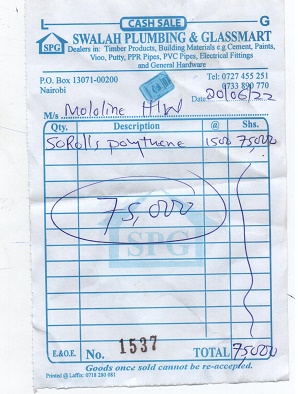 L CASH SALE G
SPG
SWALAH PLUMBING & GLASSMART
Dealers in: Timber Products, Building Materials e.g Cement, Paints,
Vioo, Putty, PPR Pipes, PVC Pipes, Electrical Fittings
and General Hardware
P.O. Box 13071-00200
Nairobi
Tel: 0727 455 251
0733 890 770
Date: 20/06/22
M/s Mololine H/W
Qty. Description @ Shs.
50 Rolls polythene 1500 75000
75,000
SPG
E.&O.E. No. 1537 TOTAL 75000
Goods once sold cannot be re-accepted.
Printed @ Laffix: 0718 280 081